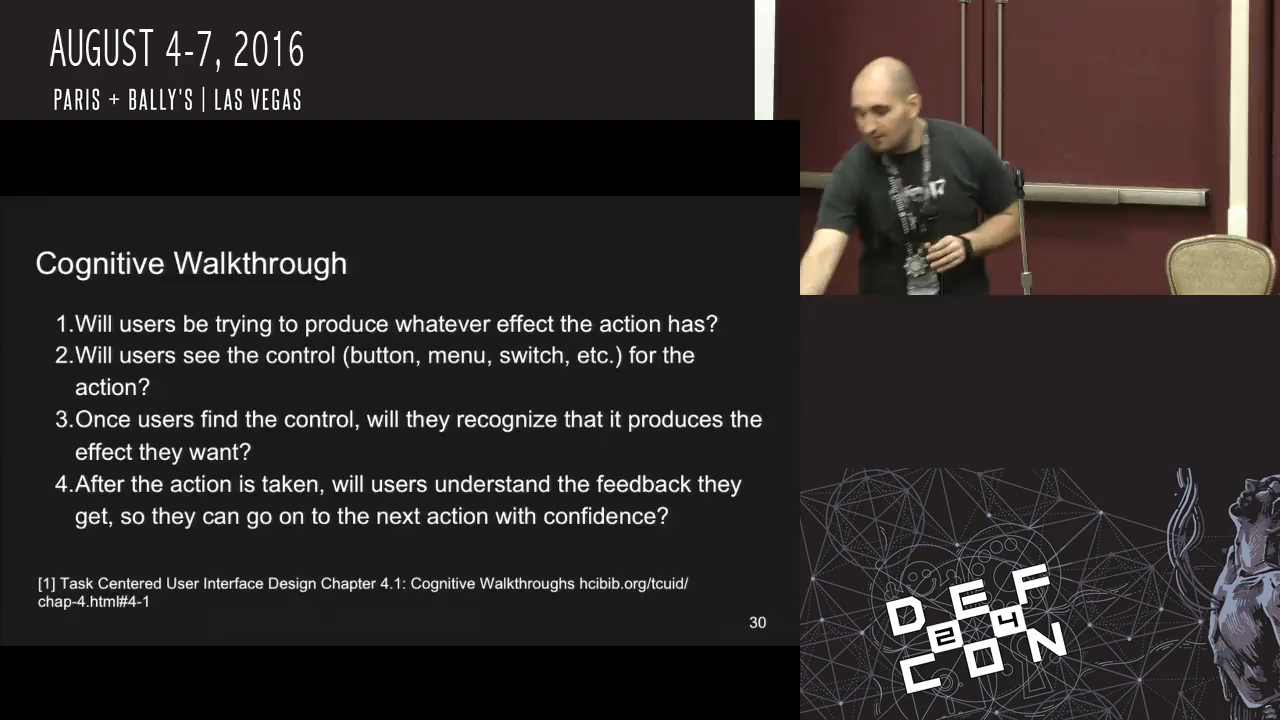 AUGUST 4-7, 2016
PARIS + BALLY'S | LAS VEGAS
Cognitive Walkthrough
1.Will users be trying to produce whatever effect the action has?
2.Will users see the control (button, menu, switch, etc.) for the
action?
3.Once users find the control, will they recognize that it produces the
effect they want?
4.After the action is taken, will users understand the feedback they
get, so they can go on to the next action with confidence?
[1] Task Centered User Interface Design Chapter 4.1: Cognitive Walkthroughs hcibib.org/tcuid/
chap-4.html#4-1
30
DEF
24
CON